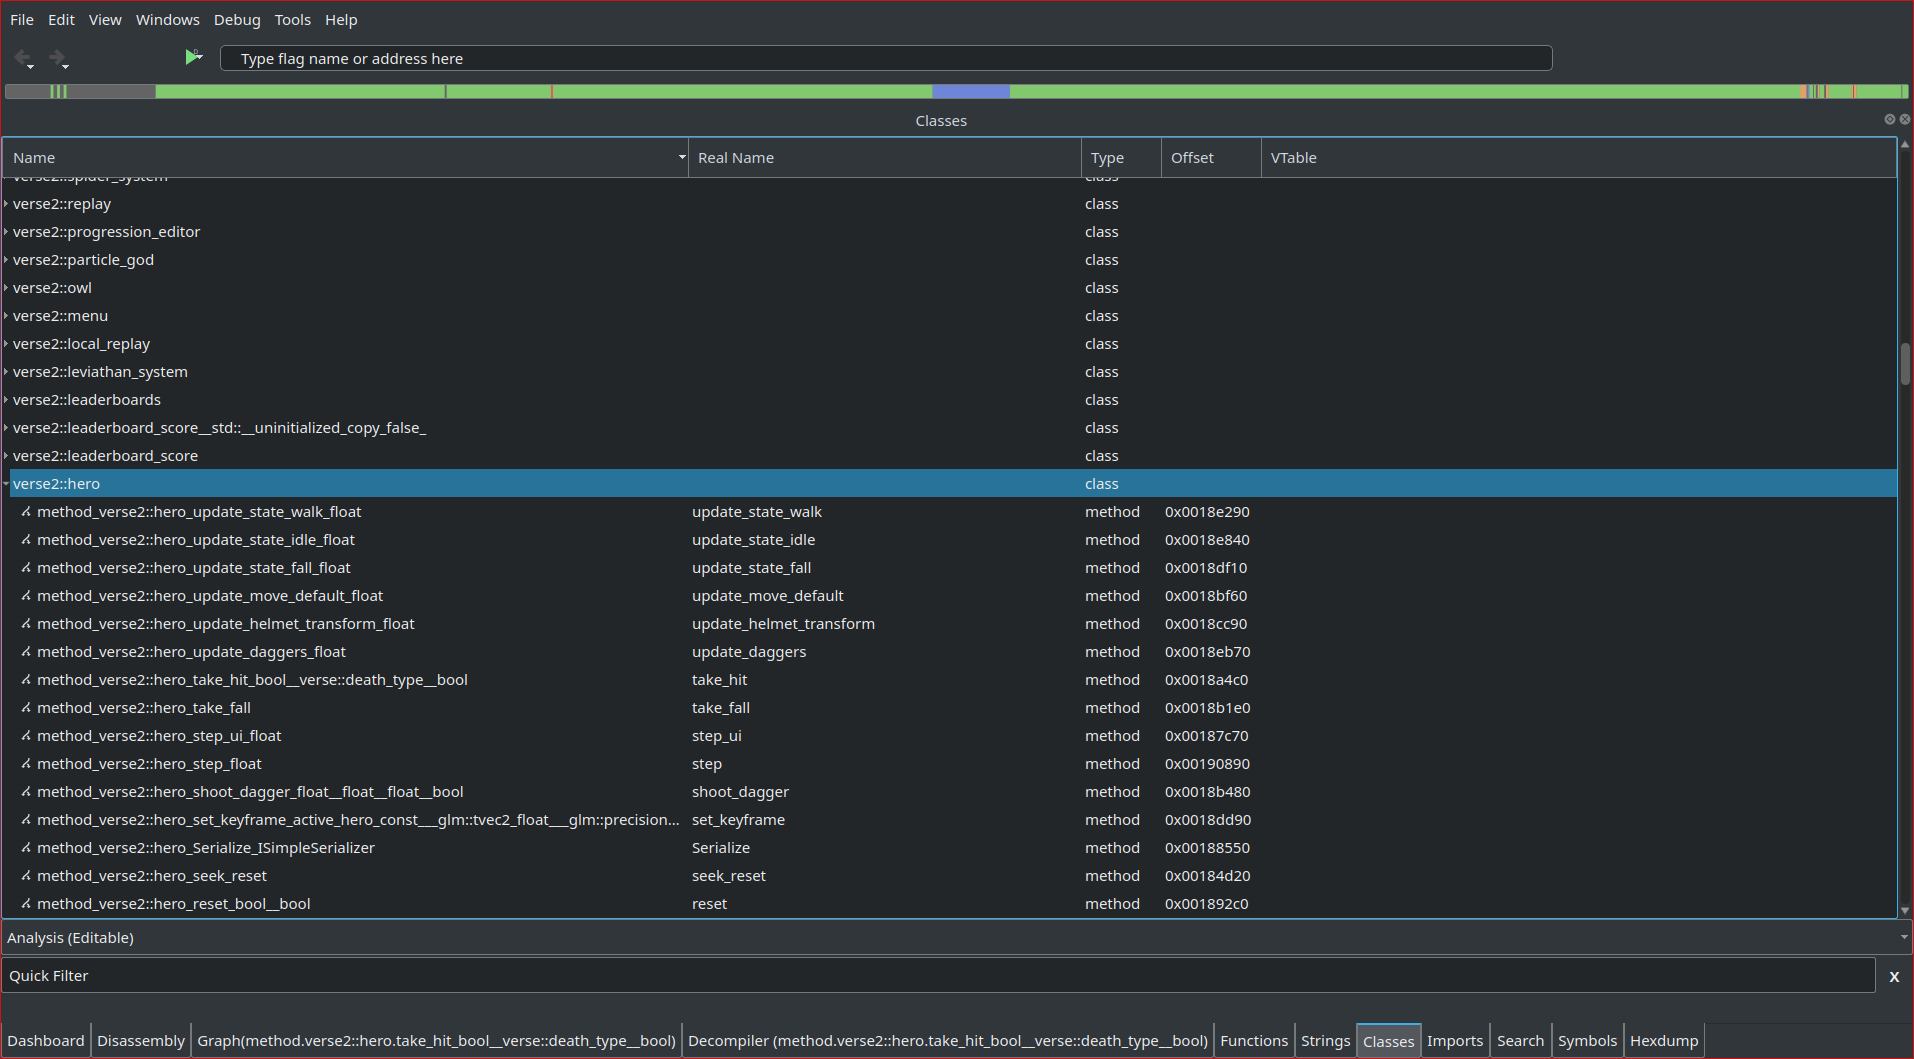 File Edit View Windows Debug Tools Help
Type flag name or address here
Classes
Name Real Name Type Offset VTable
verse2::spider_system class
verse2::replay class
verse2::progression_editor class
verse2::particle_god class
verse2::owl class
verse2::menu class
verse2::local_replay class
verse2::leviathan_system class
verse2::leaderboards class
verse2::leaderboard_score__std::__uninitialized_copy_false_ class
verse2::leaderboard_score class
verse2::hero class
method_verse2::hero_update_state_walk_float update_state_walk method 0x0018e290
method_verse2::hero_update_state_idle_float update_state_idle method 0x0018e840
method_verse2::hero_update_state_fall_float update_state_fall method 0x0018df10
method_verse2::hero_update_move_default_float update_move_default method 0x0018bf60
method_verse2::hero_update_helmet_transform_float update_helmet_transform method 0x0018cc90
method_verse2::hero_update_daggers_float update_daggers method 0x0018eb70
method_verse2::hero_take_hit_bool__verse::death_type__bool take_hit method 0x0018a4c0
method_verse2::hero_take_fall take_fall method 0x0018b1e0
method_verse2::hero_step_ui_float step_ui method 0x00187c70
method_verse2::hero_step_float step method 0x00190890
method_verse2::hero_shoot_dagger_float__float__float__bool shoot_dagger method 0x0018b480
method_verse2::hero_set_keyframe_active_hero_const___glm::tvec2_float___glm::precision... set_keyframe method 0x0018dd90
method_verse2::hero_Serialize_ISimpleSerializer Serialize method 0x00188550
method_verse2::hero_seek_reset seek_reset method 0x00184d20
method_verse2::hero_reset_bool__bool reset method 0x001892c0
Analysis (Editable)
Quick Filter X
Dashboard Disassembly Graph(method.verse2::hero.take_hit_bool__verse::death_type__bool) Decompiler (method.verse2::hero.take_hit_bool__verse::death_type__bool) Functions Strings Classes Imports Search Symbols Hexdump